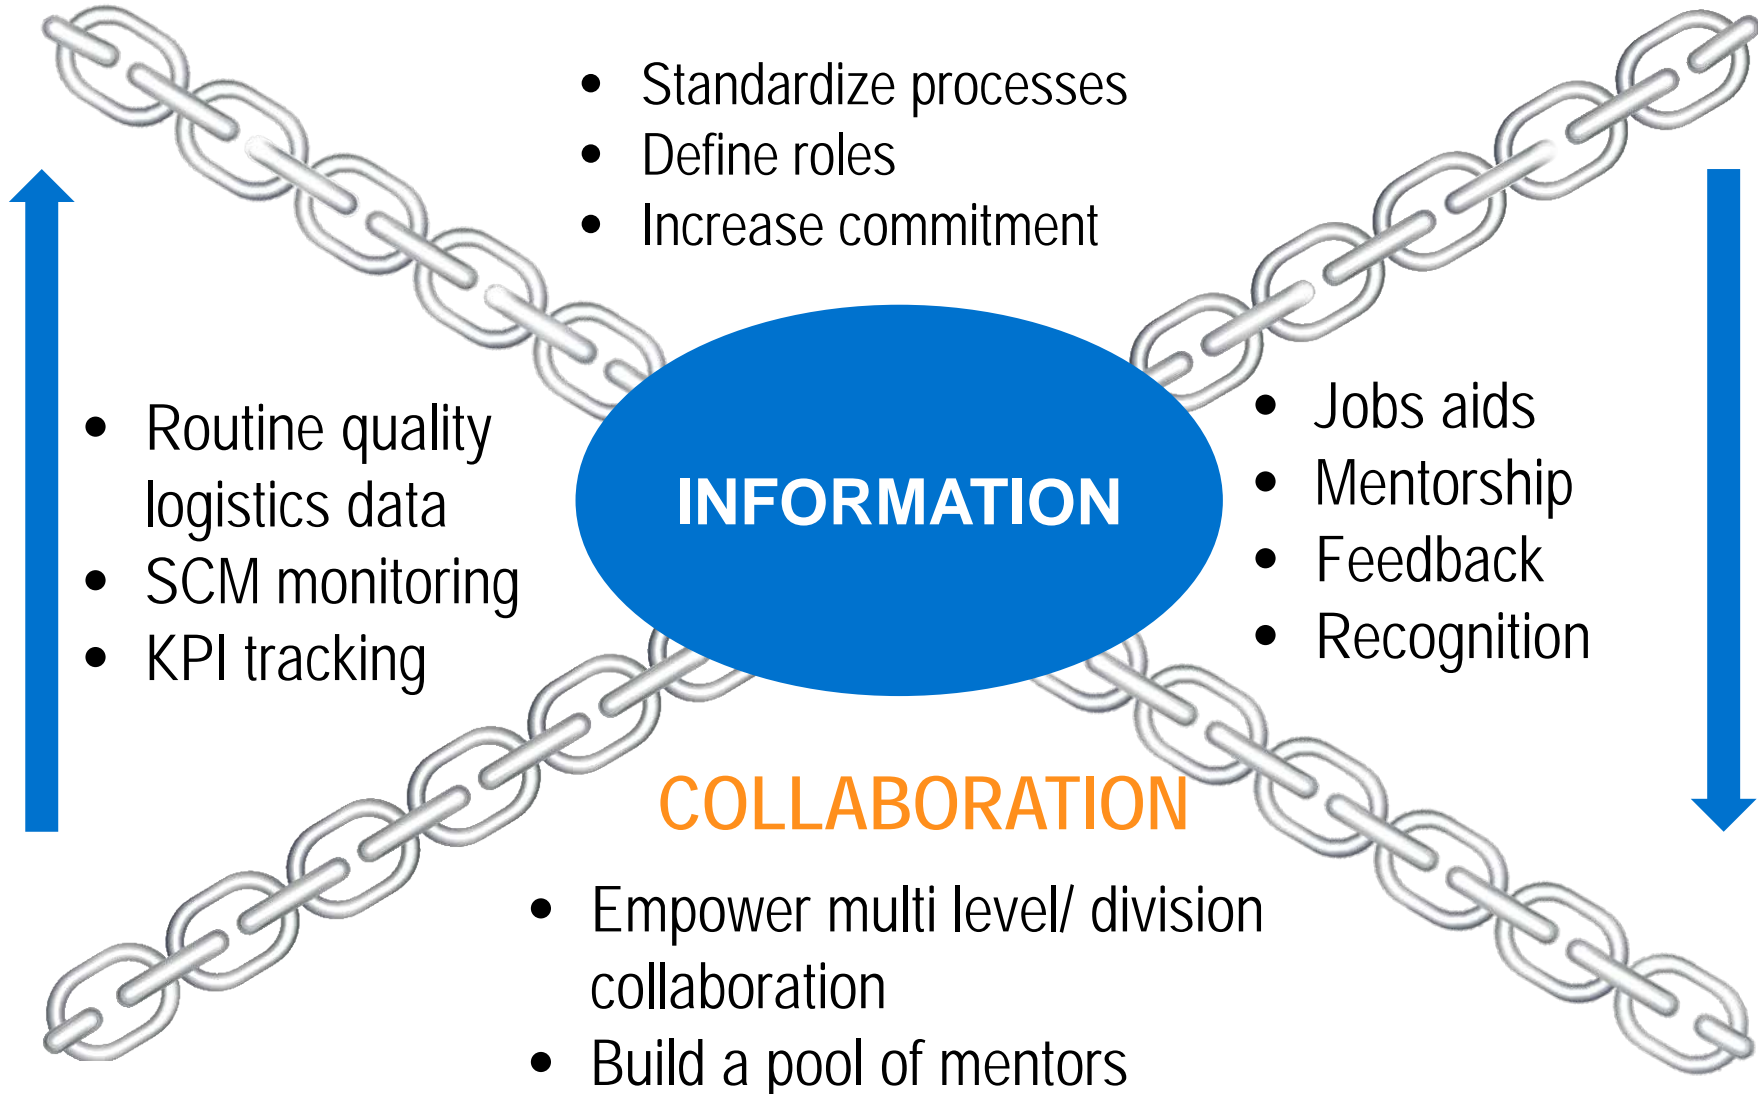 • Standardize processes
• Define roles
• Increase commitment
• Routine quality
logistics data
• SCM monitoring
• KPI tracking
INFORMATION
• Jobs aids
• Mentorship
• Feedback
• Recognition
COLLABORATION
• Empower multi level/ division
collaboration
• Build a pool of mentors